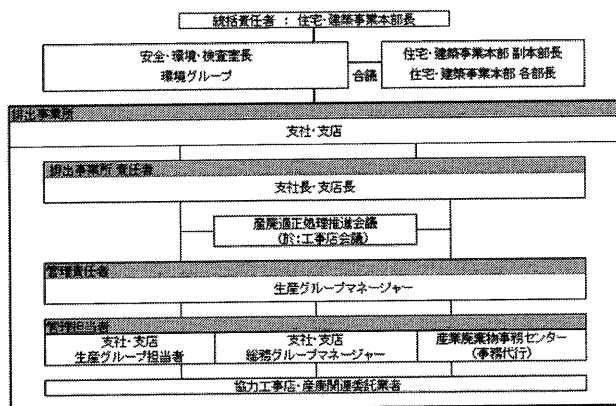 統括責任者 : 住宅・建築事業本部長
安全・環境・検査室長
環境グループ
会議
住宅・建築事業本部 副本部長
住宅・建築事業本部 各部長
排出事業所
支社・支店
排出事業所 責任者
支社長・支店長
産廃適正処理推進会議
(於:工事店会議)
管理責任者
生産グループマネージャー
管理担当者
支社・支店
生産グループ担当者
支社・支店
総務グループマネージャー
産業廃棄物事務センター
(事務代行)
協力工事店・産廃関連委託業者